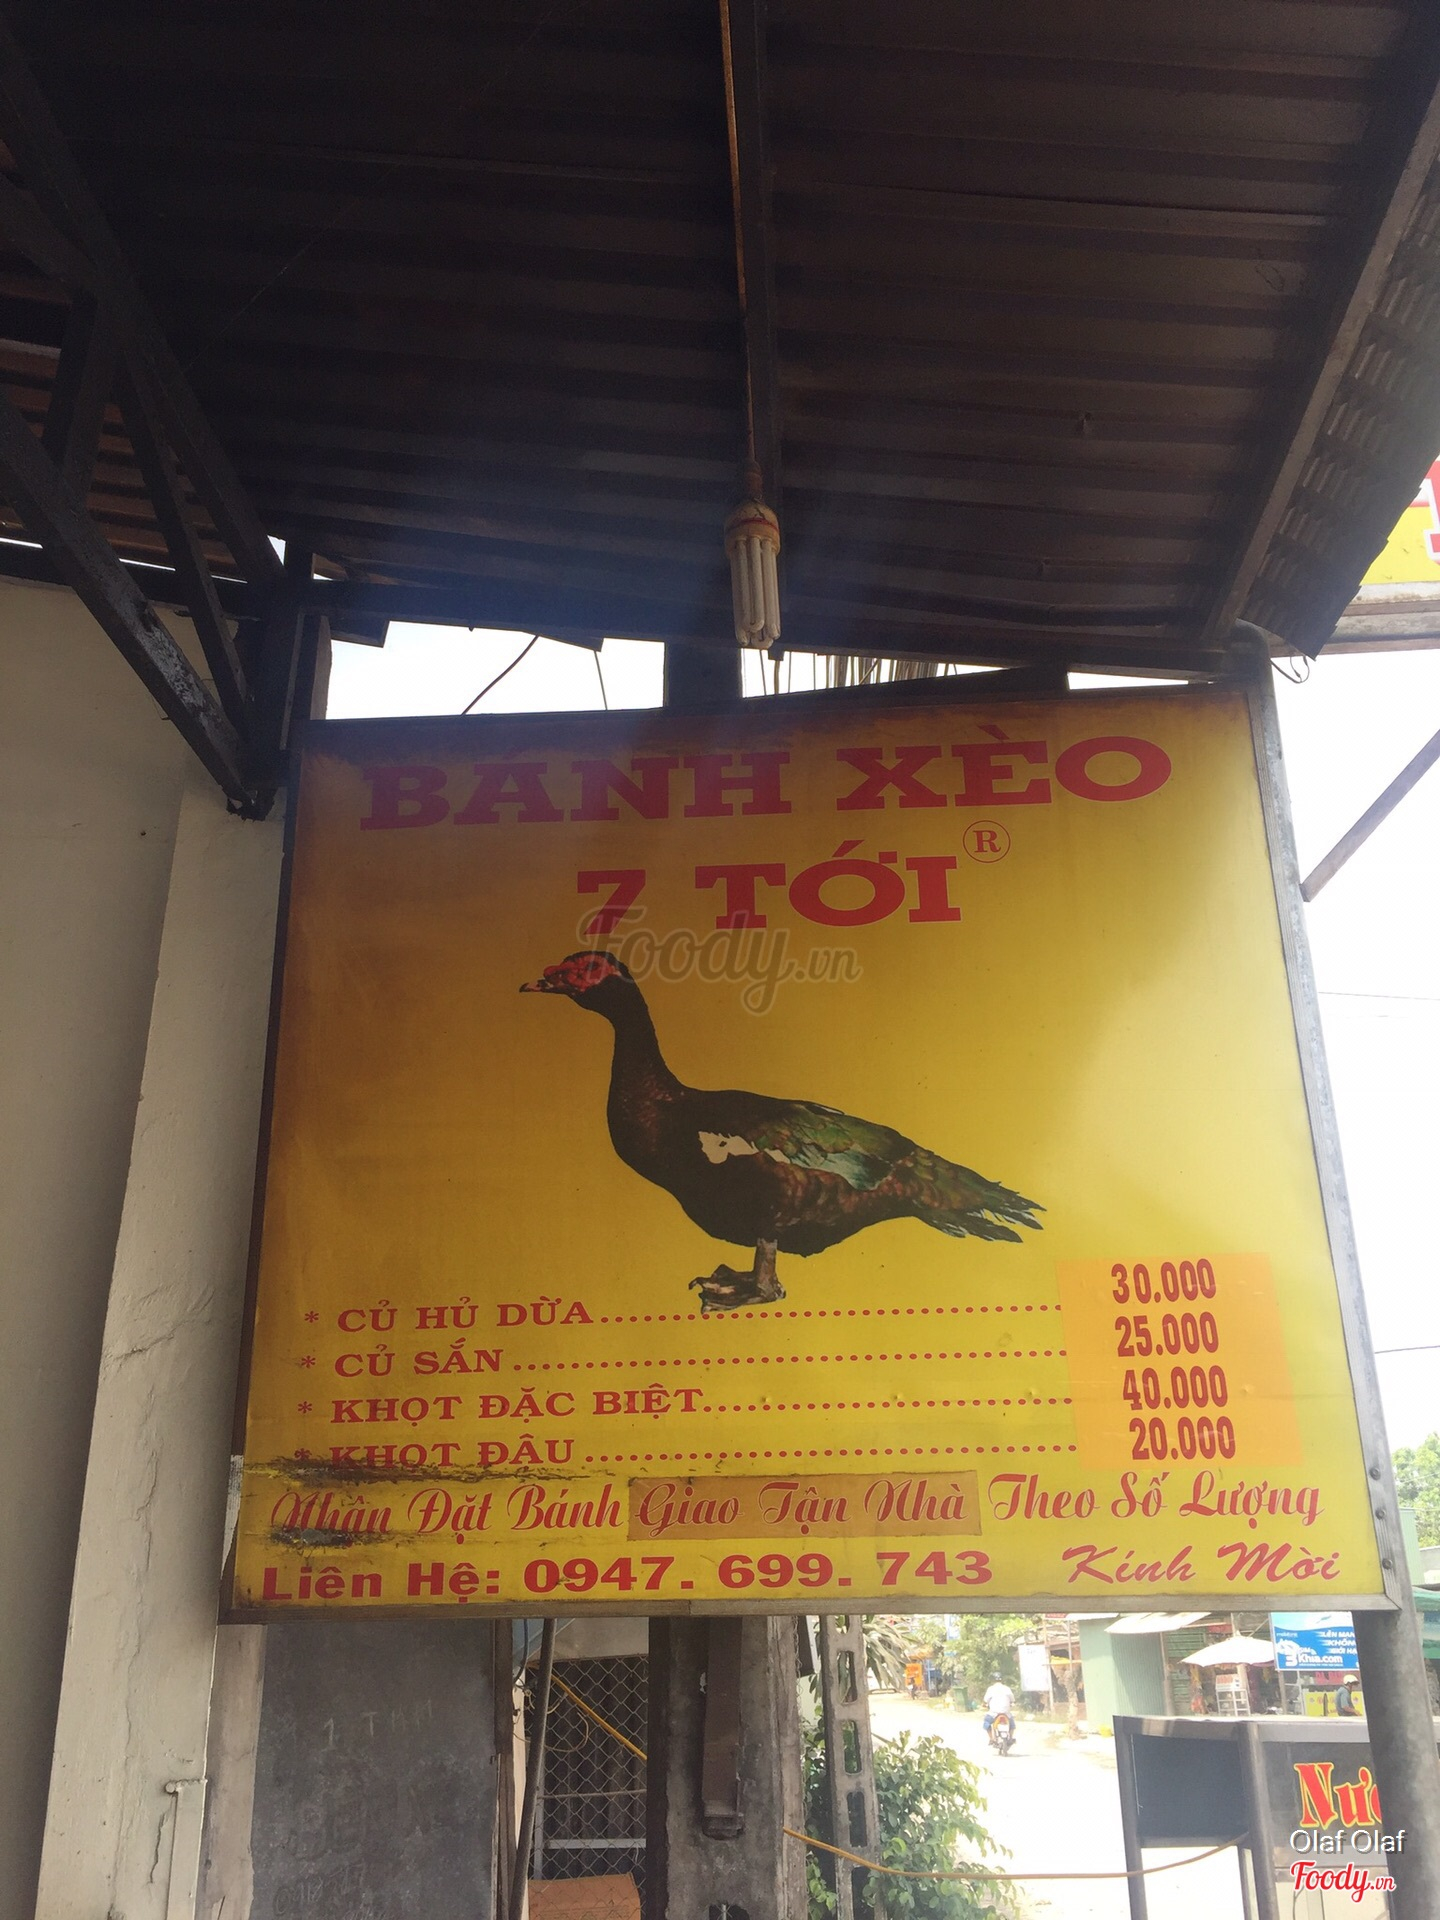 BÁNH XÈO
7 TỚI ®
Foody.vn
* CỦ HỦ DỪA 30.000
* CỦ SẮN 25.000
* KHỌT ĐẶC BIỆT 40.000
* KHỌT ĐẬU 20.000
Nhận Đặt Bánh Giao Tận Nhà Theo Số Lượng
Liên Hệ: 0947. 699. 743 Kính Mời
Olaf Olaf
Foody.vn